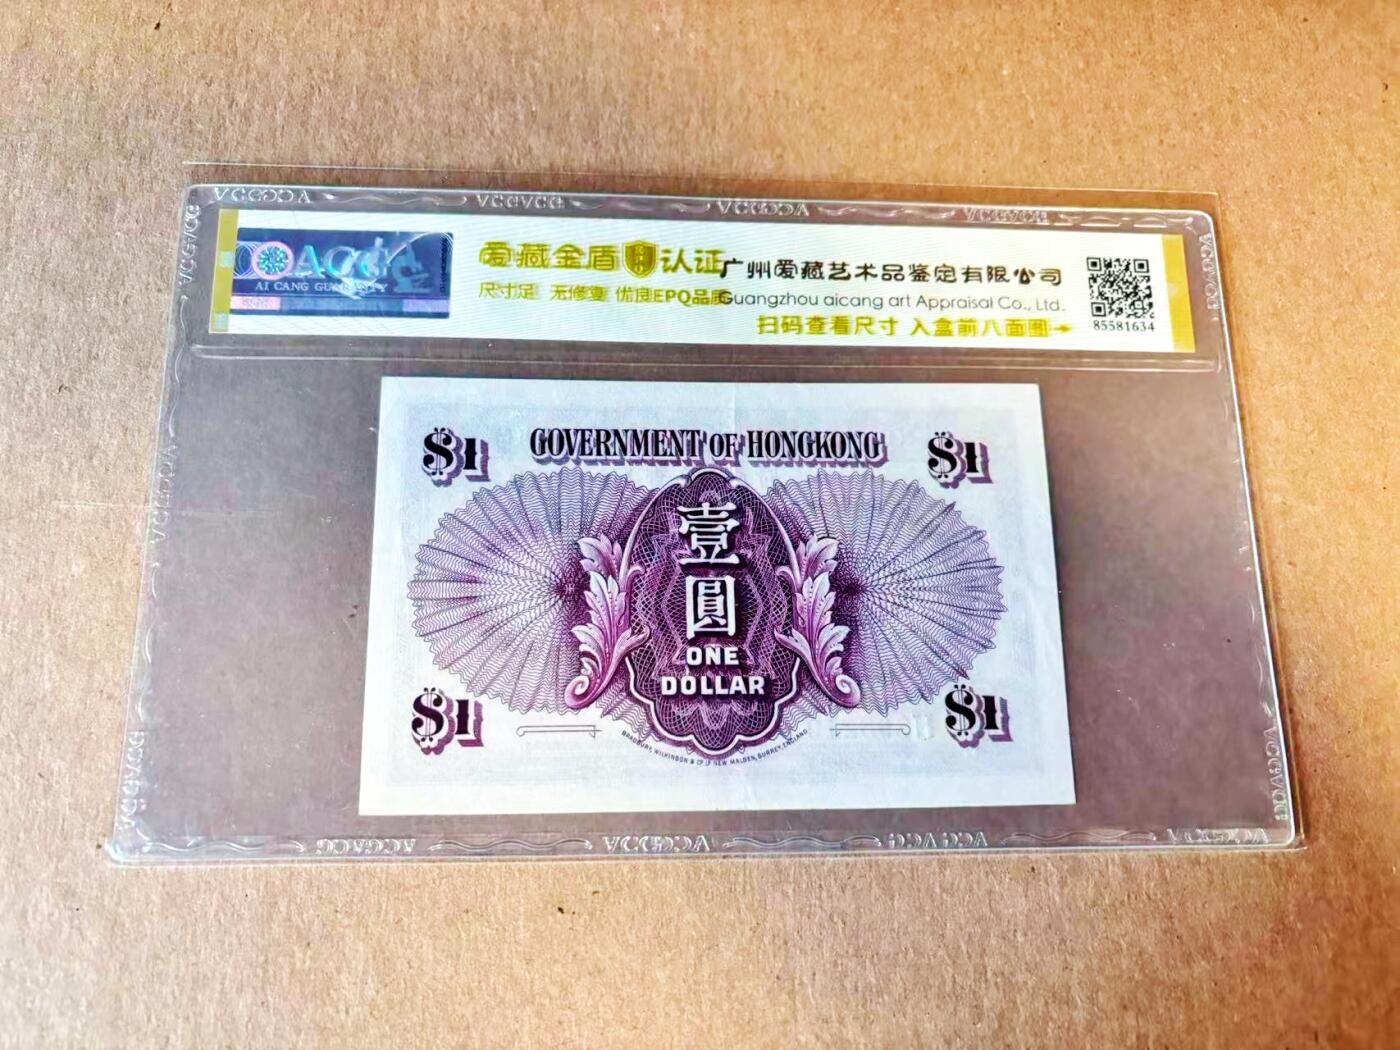 ACG
AI CANG GUARANTY
爱藏金盾 认证
尺寸足 无修复 优良EPQ品质
广州爱藏艺术品鉴定有限公司
Guangzhou aicang art Appraisal Co., Ltd.
扫码查看尺寸 入盒前八面图
85581634
$1
GOVERNMENT OF HONGKONG
$1
壹
圓
ONE
DOLLAR
$1
$1
BRADBURY, WILKINSON & Cº Lᴰ NEW MALDEN, SURREY, ENGLAND